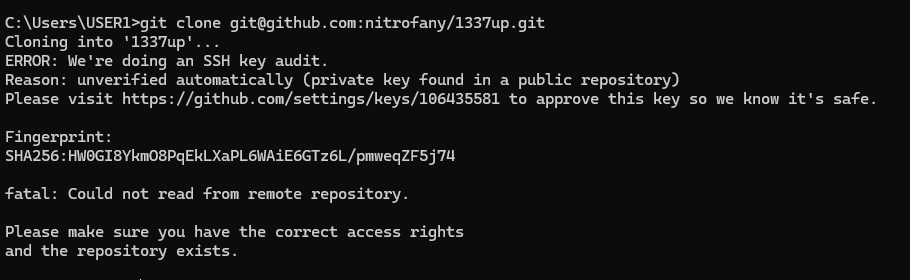 C:\Users\USER1>git clone git@github.com:nitrofany/1337up.git
Cloning into '1337up'...
ERROR: We're doing an SSH key audit.
Reason: unverified automatically (private key found in a public repository)
Please visit https://github.com/settings/keys/106435581 to approve this key so we know it's safe.
Fingerprint:
SHA256:HW0GI8YkmO8PqEkLXaPL6WAiE6GTz6L/pmweqZF5j74
fatal: Could not read from remote repository.
Please make sure you have the correct access rights
and the repository exists.